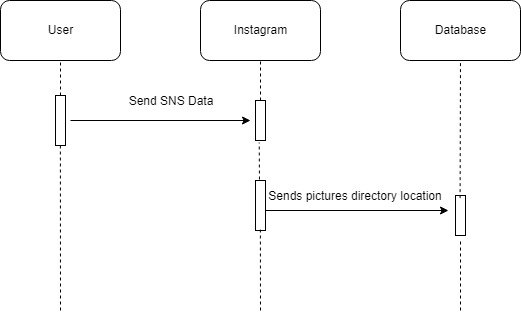 User
Instagram
Database
Send SNS Data
Sends pictures directory location